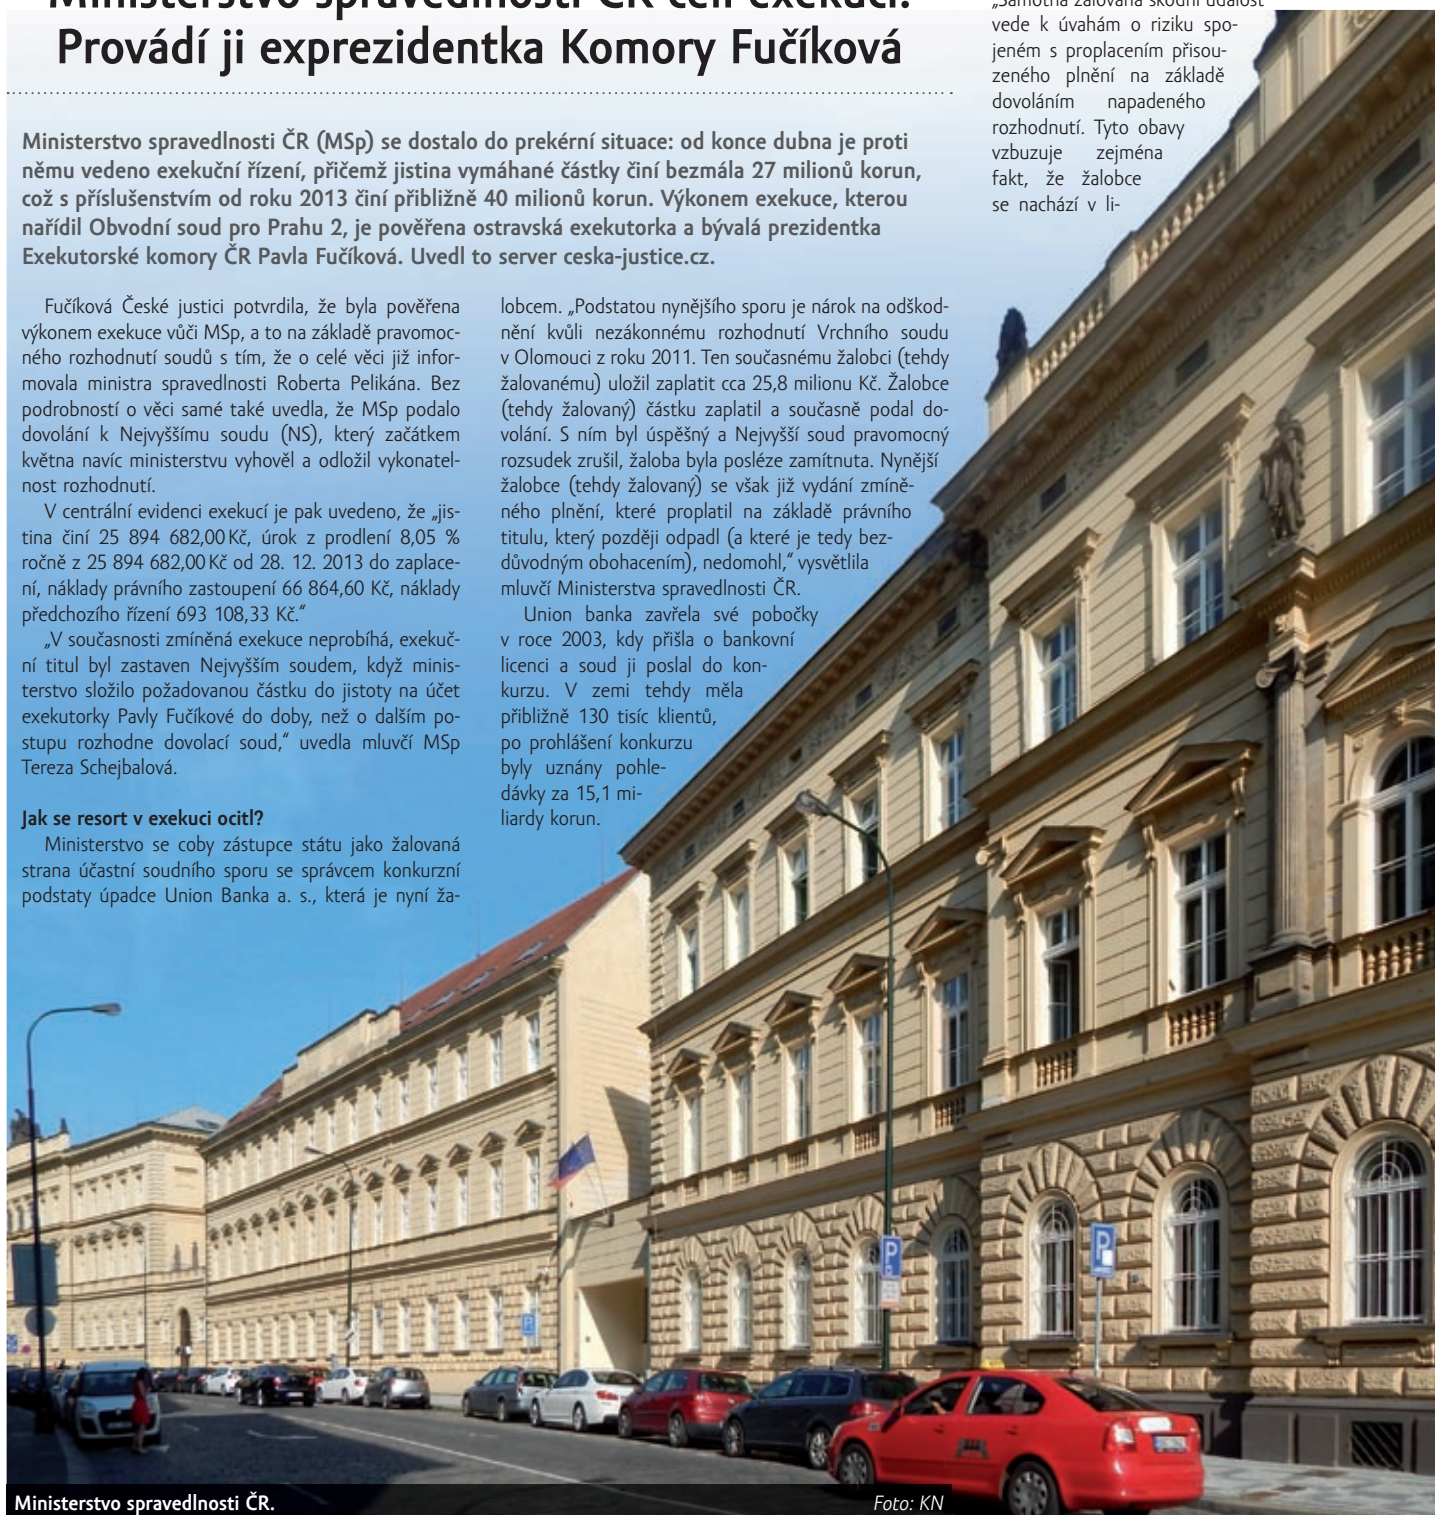 Ministerstvo spravedlnosti ČR čelí exekuci.
Provádí ji exprezidentka Komory Fučíková
Ministerstvo spravedlnosti ČR (MSp) se dostalo do prekérní situace: od konce dubna je proti
němu vedeno exekuční řízení, přičemž jistina vymáhané částky činí bezmála 27 milionů korun,
což s příslušenstvím od roku 2013 činí přibližně 40 milionů korun. Výkonem exekuce, kterou
nařídil Obvodní soud pro Prahu 2, je pověřena ostravská exekutorka a bývalá prezidentka
Exekutorské komory ČR Pavla Fučíková. Uvedl to server ceska-justice.cz.
Fučíková České justici potvrdila, že byla pověřena
výkonem exekuce vůči MSp, a to na základě pravomoc-
ného rozhodnutí soudů s tím, že o celé věci již infor-
movala ministra spravedlnosti Roberta Pelikána. Bez
podrobností o věci samé také uvedla, že MSp podalo
dovolání k Nejvyššímu soudu (NS), který začátkem
května navíc ministerstvu vyhověl a odložil vykonatel-
nost rozhodnutí.
V centrální evidenci exekucí je pak uvedeno, že „jis-
tina činí 25 894 682,00 Kč, úrok z prodlení 8,05 %
ročně z 25 894 682,00 Kč od 28. 12. 2013 do zaplace-
ní, náklady právního zastoupení 66 864,60 Kč, náklady
předchozího řízení 693 108,33 Kč.“
„V současnosti zmíněná exekuce neprobíhá, exekuč-
ní titul byl zastaven Nejvyšším soudem, když minis-
terstvo složilo požadovanou částku do jistoty na účet
exekutorky Pavly Fučíkové do doby, než o dalším po-
stupu rozhodne dovolací soud,“ uvedla mluvčí MSp
Tereza Schejbalová.
Jak se resort v exekuci ocitl?
Ministerstvo se coby zástupce státu jako žalovaná
strana účastní soudního sporu se správcem konkurzní
podstaty úpadce Union Banka a. s., která je nyní ža-
lobcem. „Podstatou nynějšího sporu je nárok na odškod-
nění kvůli nezákonnému rozhodnutí Vrchního soudu
v Olomouci z roku 2011. Ten současnému žalobci (tehdy
žalovanému) uložil zaplatit cca 25,8 milionu Kč. Žalobce
(tehdy žalovaný) částku zaplatil a současně podal do-
volání. S ním byl úspěšný a Nejvyšší soud pravomocný
rozsudek zrušil, žaloba byla posléze zamítnuta. Nynější
žalobce (tehdy žalovaný) se však již vydání zmíně-
ného plnění, které proplatil na základě právního
titulu, který později odpadl (a které je tedy bez-
důvodným obohacením), nedomohl,“ vysvětlila
mluvčí Ministerstva spravedlnosti ČR.
Union banka zavřela své pobočky
v roce 2003, kdy přišla o bankovní
licenci a soud ji poslal do kon-
kurzu. V zemi tehdy měla
přibližně 130 tisíc klientů,
po prohlášení konkurzu
byly uznány pohle-
dávky za 15,1 mi-
liardy korun.
„Samotná žalovaná škodní událost
vede k úvahám o riziku spo-
jeném s proplacením přisou-
zeného plnění na základě
dovoláním napadeného
rozhodnutí. Tyto obavy
vzbuzuje zejména
fakt, že žalobce
se nachází v li-
P
P
Ministerstvo spravedlnosti ČR.
Foto: KN